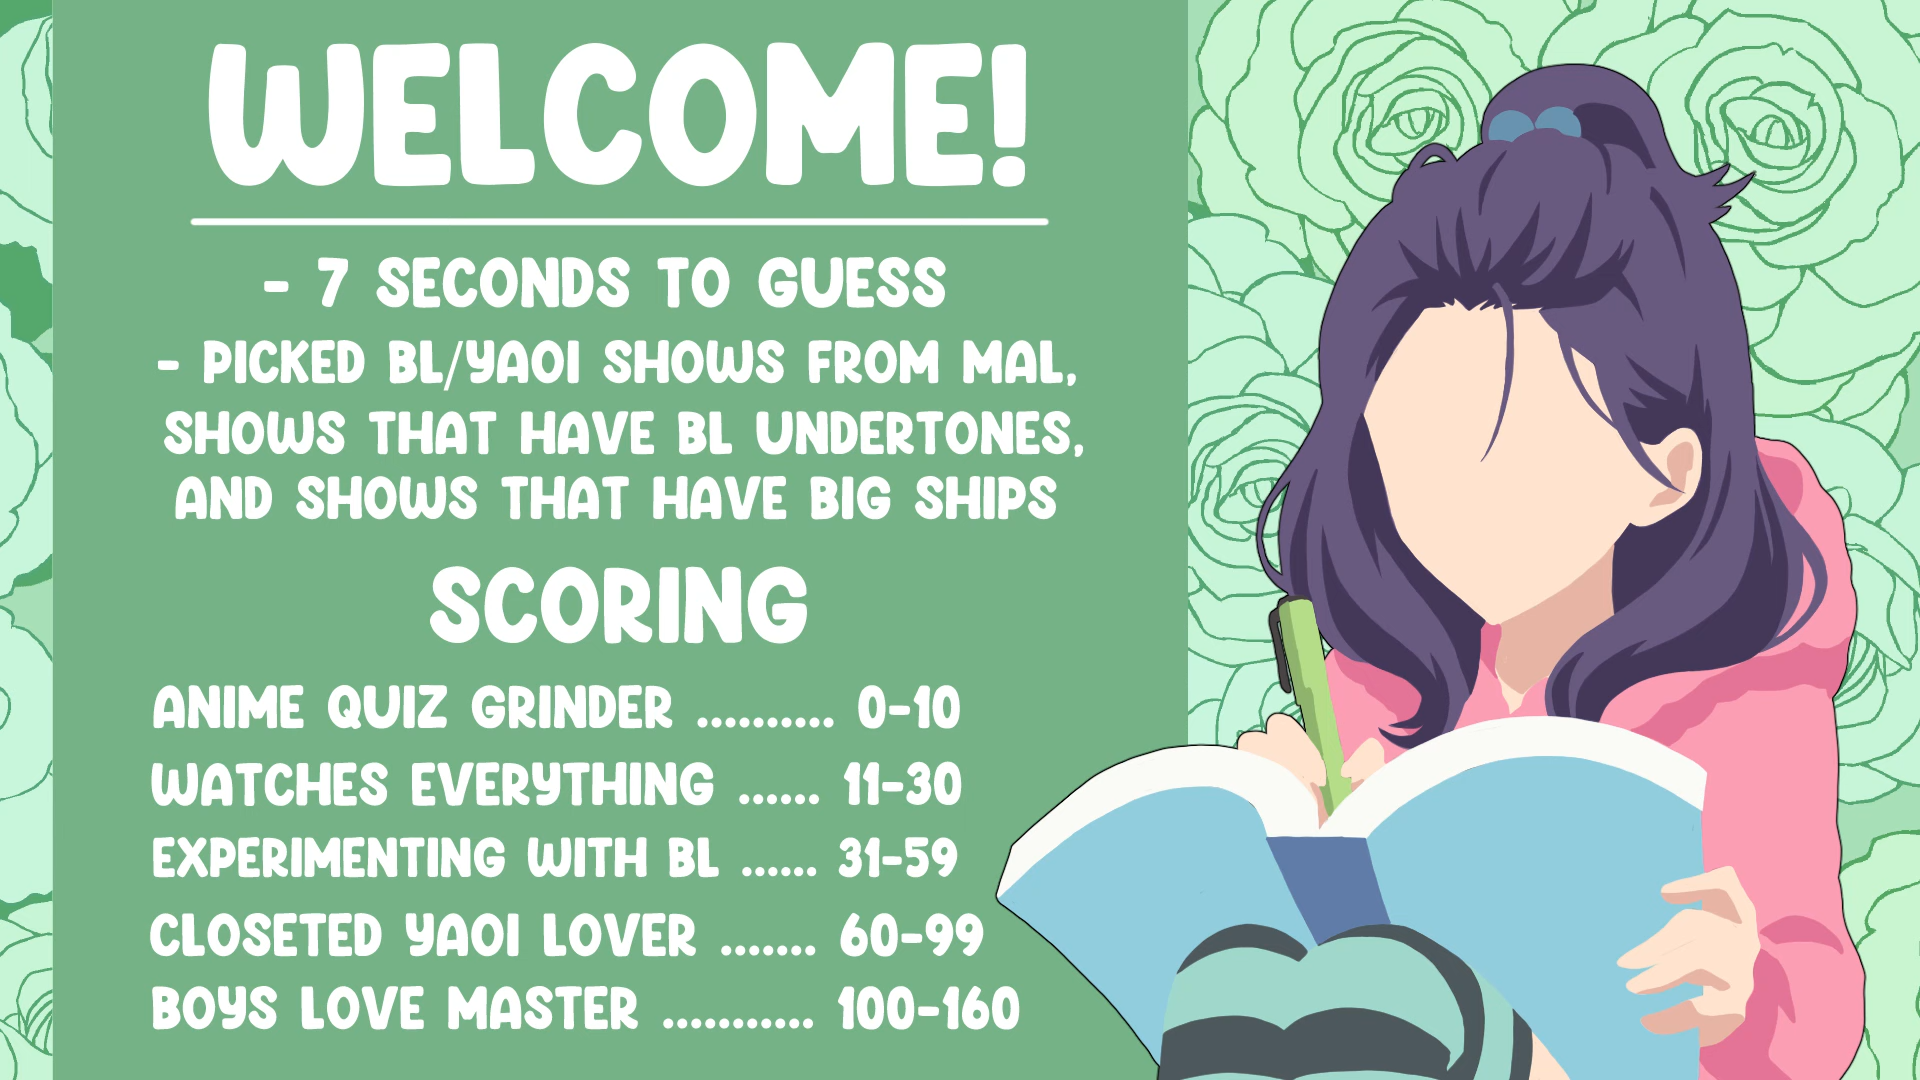 WELCOME!
- 7 SECONDS TO GUESS
- PICKED BL/YAOI SHOWS FROM MAL,
SHOWS THAT HAVE BL UNDERTONES,
AND SHOWS THAT HAVE BIG SHIPS
SCORING
ANIME QUIZ GRINDER .......... 0-10
WATCHES EVERYTHING ...... 11-30
EXPERIMENTING WITH BL ...... 31-59
CLOSETED YAOI LOVER ....... 60-99
BOYS LOVE MASTER ........... 100-160